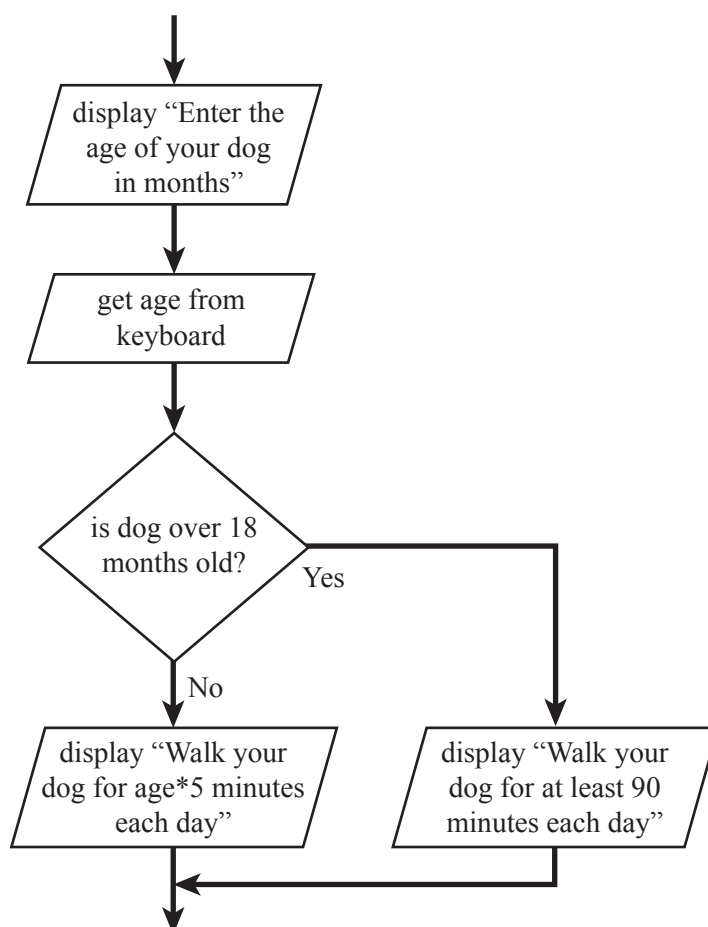 display “Enter the
age of your dog
in months”
get age from
keyboard
is dog over 18
months old?
Yes
No
display “Walk your
dog for age*5 minutes
each day”
display “Walk your
dog for at least 90
minutes each day”